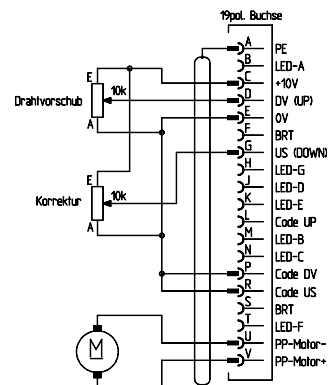 19pol. Buchse
A PE
B LED-A
E C +10V
Drahtvorschub 10k D DV (UP)
A E 0V
F BRT
E G US (DOWN)
H LED-G
J LED-D
Korrektur 10k K LED-E
L Code UP
A M LED-B
N LED-C
P Code DV
R Code US
S BRT
T LED-F
U PP-Motor-
M V PP-Motor+